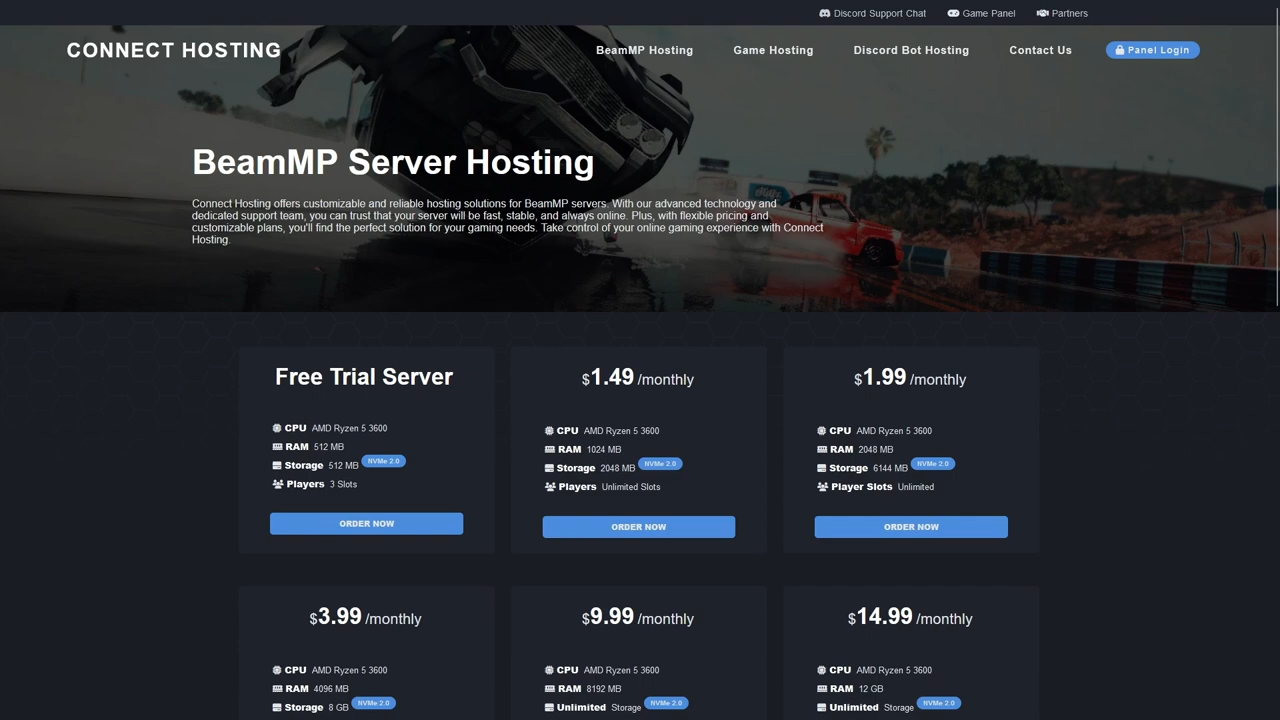 Discord Support Chat Game Panel Partners
CONNECT HOSTING BeamMP Hosting Game Hosting Discord Bot Hosting Contact Us Panel Login
BeamMP Server Hosting
Connect Hosting offers customizable and reliable hosting solutions for BeamMP servers. With our advanced technology and
dedicated support team, you can trust that your server will be fast, stable, and always online. Plus, with flexible pricing and
customizable plans, you'll find the perfect solution for your gaming needs. Take control of your online gaming experience with Connect
Hosting.
Free Trial Server
CPU AMD Ryzen 5 3600
RAM 512 MB
Storage 512 MB NVMe 2.0
Players 3 Slots
ORDER NOW
$1.49 /monthly
CPU AMD Ryzen 5 3600
RAM 1024 MB
Storage 2048 MB NVMe 2.0
Players Unlimited Slots
ORDER NOW
$1.99 /monthly
CPU AMD Ryzen 5 3600
RAM 2048 MB
Storage 6144 MB NVMe 2.0
Player Slots Unlimited
ORDER NOW
$3.99 /monthly
CPU AMD Ryzen 5 3600
RAM 4096 MB
Storage 8 GB NVMe 2.0
$9.99 /monthly
CPU AMD Ryzen 5 3600
RAM 8192 MB
Unlimited Storage NVMe 2.0
$14.99 /monthly
CPU AMD Ryzen 5 3600
RAM 12 GB
Unlimited Storage NVMe 2.0